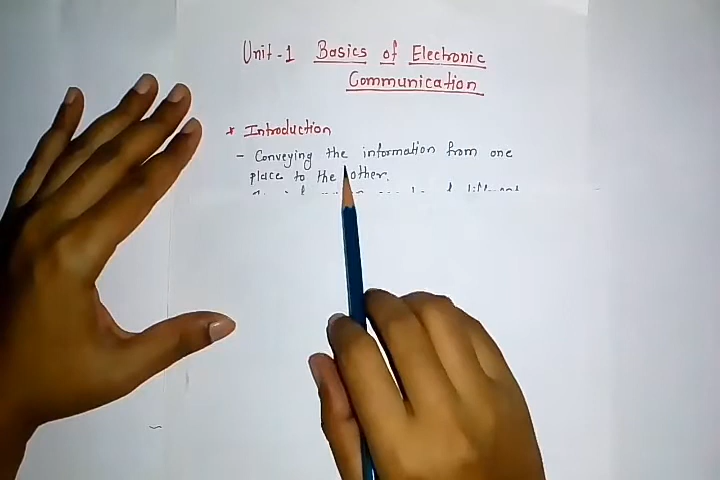 Unit-1 Basics of Electronic
Communication
* Introduction
- Conveying the information from one
place to the other.